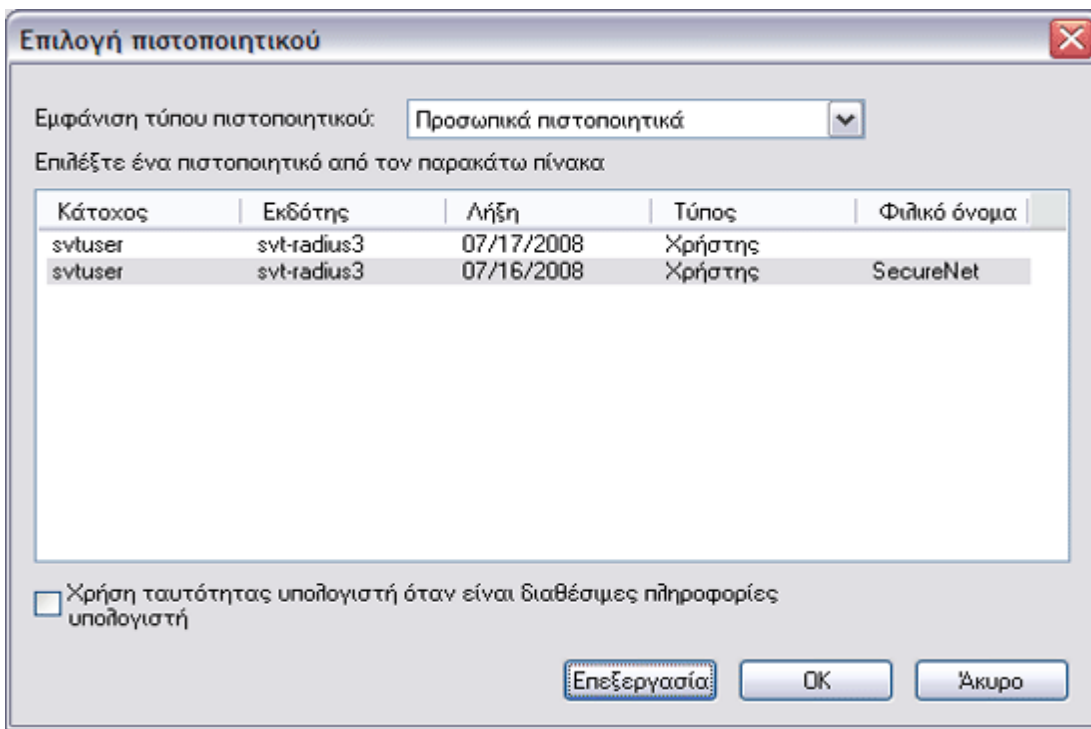 Επιλογή πιστοποιητικού
Εμφάνιση τύπου πιστοποιητικού: Προσωπικά πιστοποιητικά
Επιλέξτε ένα πιστοποιητικό από τον παρακάτω πίνακα
Κάτοχος Εκδότης Λήξη Τύπος Φιλικό όνομα
svtuser svt-radius3 07/17/2008 Χρήστης
svtuser svt-radius3 07/16/2008 Χρήστης SecureNet
Χρήση ταυτότητας υπολογιστή όταν είναι διαθέσιμες πληροφορίες
υπολογιστή
Επεξεργασία OK Άκυρο